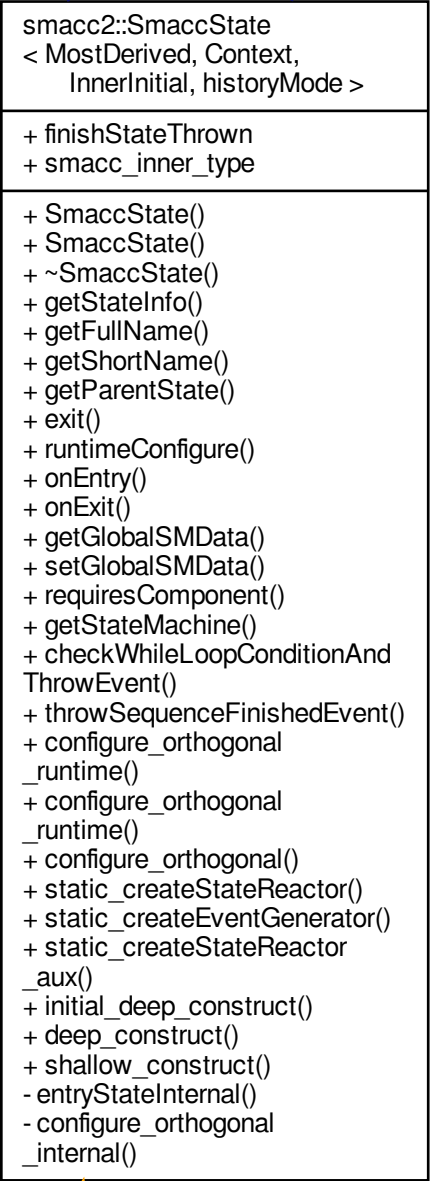 smacc2::SmaccState
< MostDerived, Context,
InnerInitial, historyMode >
+ finishStateThrown
+ smacc_inner_type
+ SmaccState()
+ SmaccState()
+ ~SmaccState()
+ getStateInfo()
+ getFullName()
+ getShortName()
+ getParentState()
+ exit()
+ runtimeConfigure()
+ onEntry()
+ onExit()
+ getGlobalSMData()
+ setGlobalSMData()
+ requiresComponent()
+ getStateMachine()
+ checkWhileLoopConditionAnd
ThrowEvent()
+ throwSequenceFinishedEvent()
+ configure_orthogonal
_runtime()
+ configure_orthogonal
_runtime()
+ configure_orthogonal()
+ static_createStateReactor()
+ static_createEventGenerator()
+ static_createStateReactor
_aux()
+ initial_deep_construct()
+ deep_construct()
+ shallow_construct()
- entryStateInternal()
- configure_orthogonal
_internal()